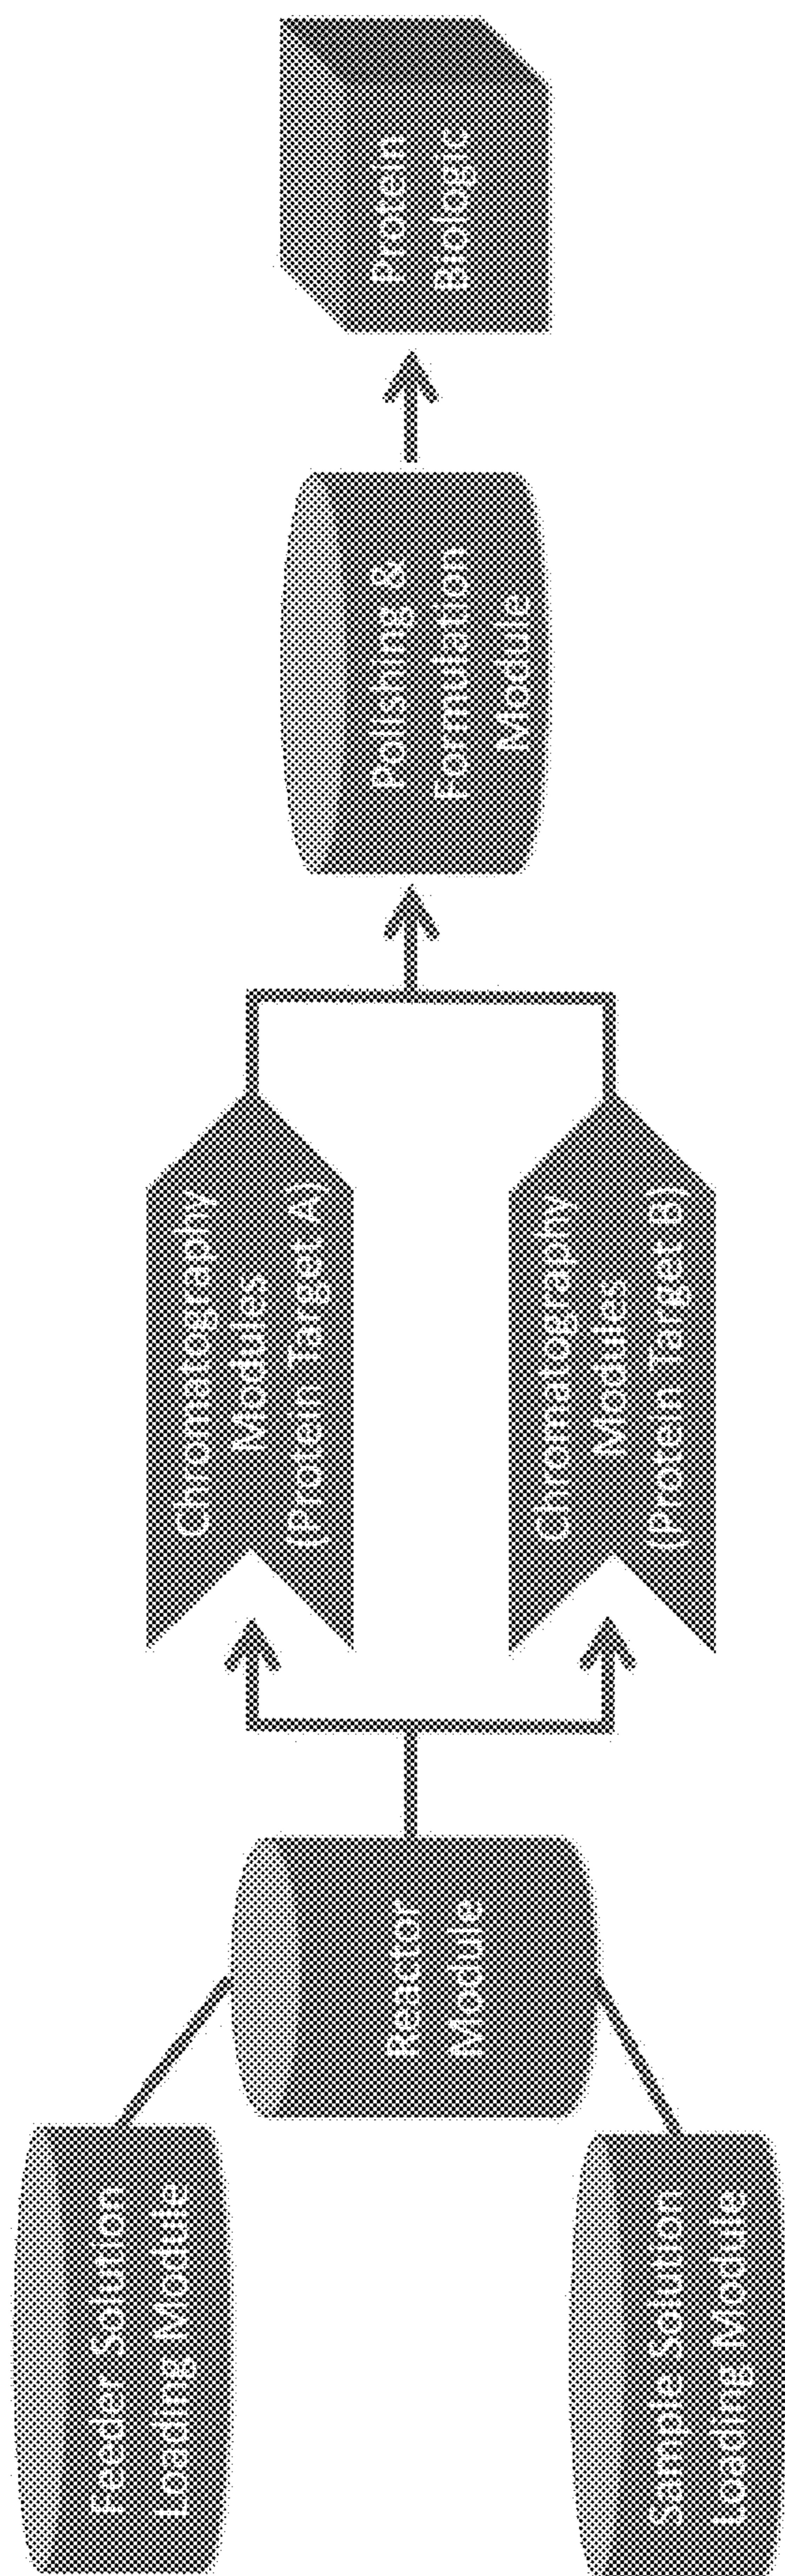 Feeder Solution
Loading Module
Sample Solution
Loading Module
Reactor
Module
Chromatography
Modules
(Protein Target A)
Chromatography
Modules
(Protein Target B)
Polishing &
Formulation
Module
Protein
Biologic